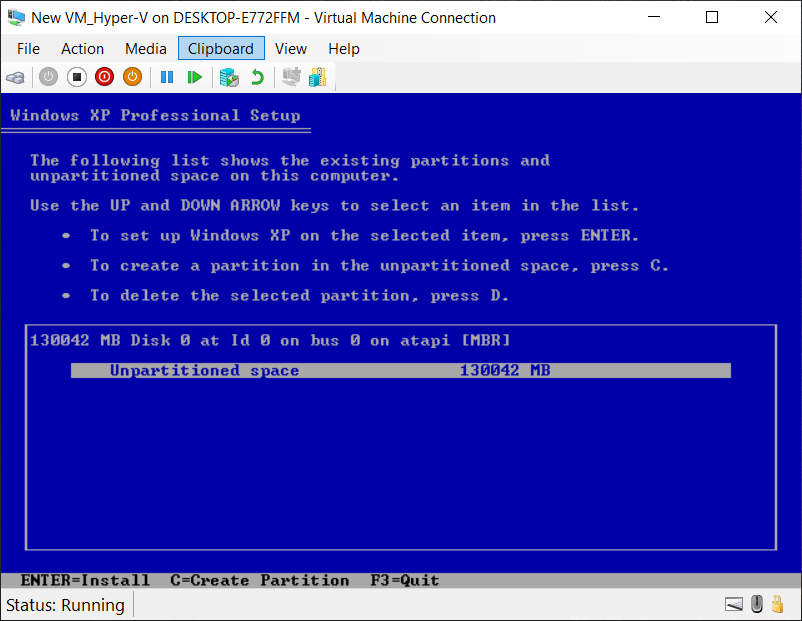 New VM_Hyper-V on DESKTOP-E772FFM - Virtual Machine Connection
File Action Media Clipboard View Help
Windows XP Professional Setup
The following list shows the existing partitions and
unpartitioned space on this computer.
Use the UP and DOWN ARROW keys to select an item in the list.
• To set up Windows XP on the selected item, press ENTER.
• To create a partition in the unpartitioned space, press C.
• To delete the selected partition, press D.
130042 MB Disk 0 at Id 0 on bus 0 on atapi [MBR]
Unpartitioned space 130042 MB
ENTER=Install C=Create Partition F3=Quit
Status: Running